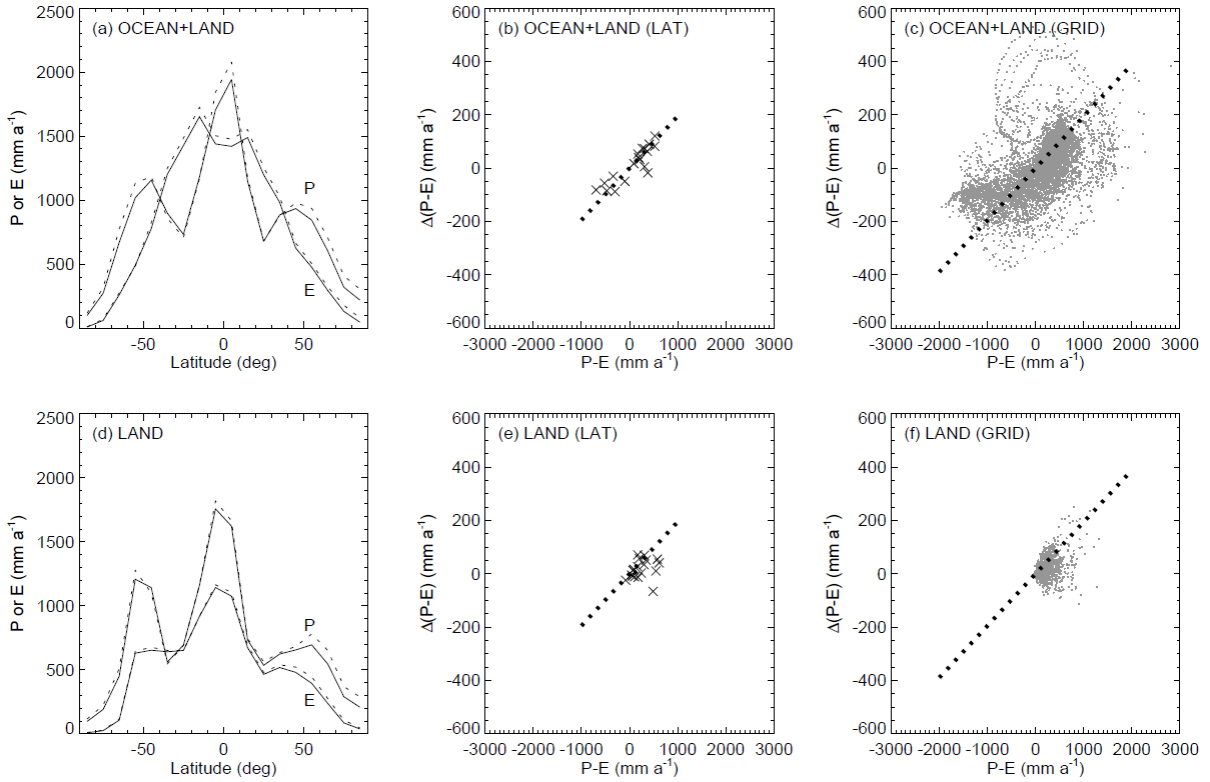 (a) OCEAN+LAND
2500
2000
1500
1000
500
0
P or E (mm a⁻¹)
P
E
-50 0 50
Latitude (deg)
(b) OCEAN+LAND (LAT)
600
400
200
0
-200
-400
-600
Δ(P-E) (mm a⁻¹)
-3000 -2000 -1000 0 1000 2000 3000
P-E (mm a⁻¹)
(c) OCEAN+LAND (GRID)
600
400
200
0
-200
-400
-600
Δ(P-E) (mm a⁻¹)
-3000 -2000 -1000 0 1000 2000 3000
P-E (mm a⁻¹)
(d) LAND
2500
2000
1500
1000
500
0
P or E (mm a⁻¹)
P
E
-50 0 50
Latitude (deg)
(e) LAND (LAT)
600
400
200
0
-200
-400
-600
Δ(P-E) (mm a⁻¹)
-3000 -2000 -1000 0 1000 2000 3000
P-E (mm a⁻¹)
(f) LAND (GRID)
600
400
200
0
-200
-400
-600
Δ(P-E) (mm a⁻¹)
-3000 -2000 -1000 0 1000 2000 3000
P-E (mm a⁻¹)